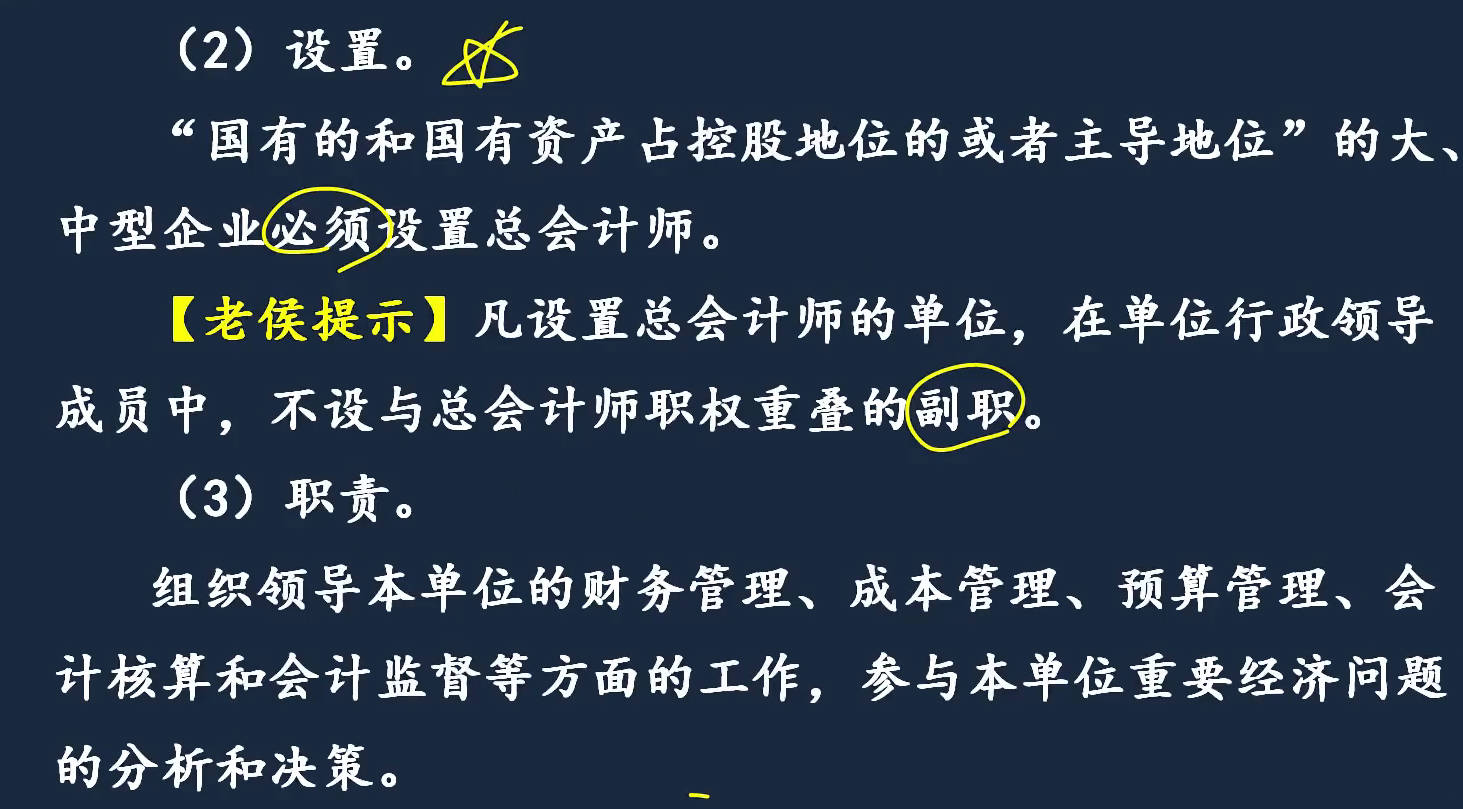 （2）设置。
“国有的和国有资产占控股地位的或者主导地位”的大、
中型企业必须设置总会计师。
【老侯提示】凡设置总会计师的单位，在单位行政领导
成员中，不设与总会计师职权重叠的副职。
（3）职责。
组织领导本单位的财务管理、成本管理、预算管理、会
计核算和会计监督等方面的工作，参与本单位重要经济问题
的分析和决策。